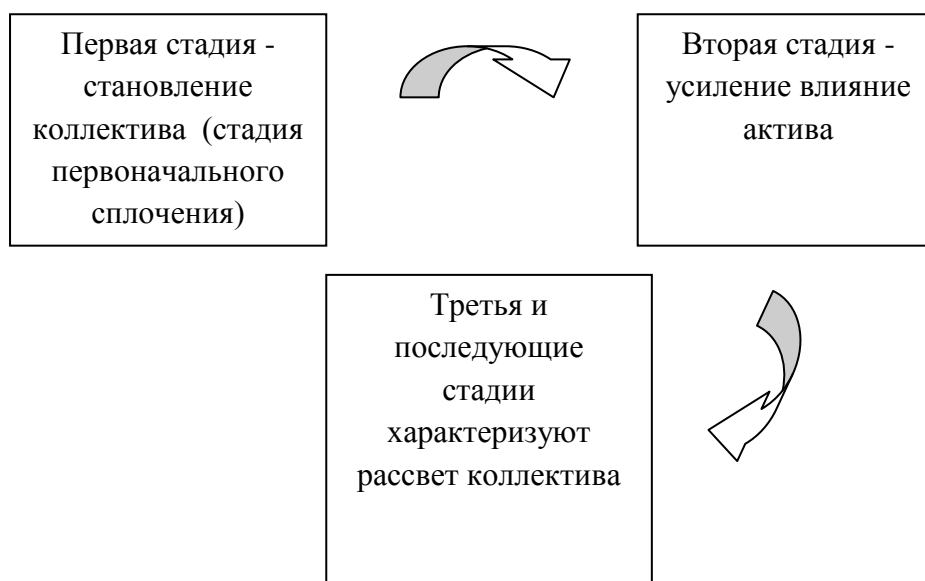 Первая стадия -
становление
коллектива (стадия
первоначального
сплочения)
Вторая стадия -
усиление влияние
актива
Третья и
последующие
стадии
характеризуют
рассвет коллектива